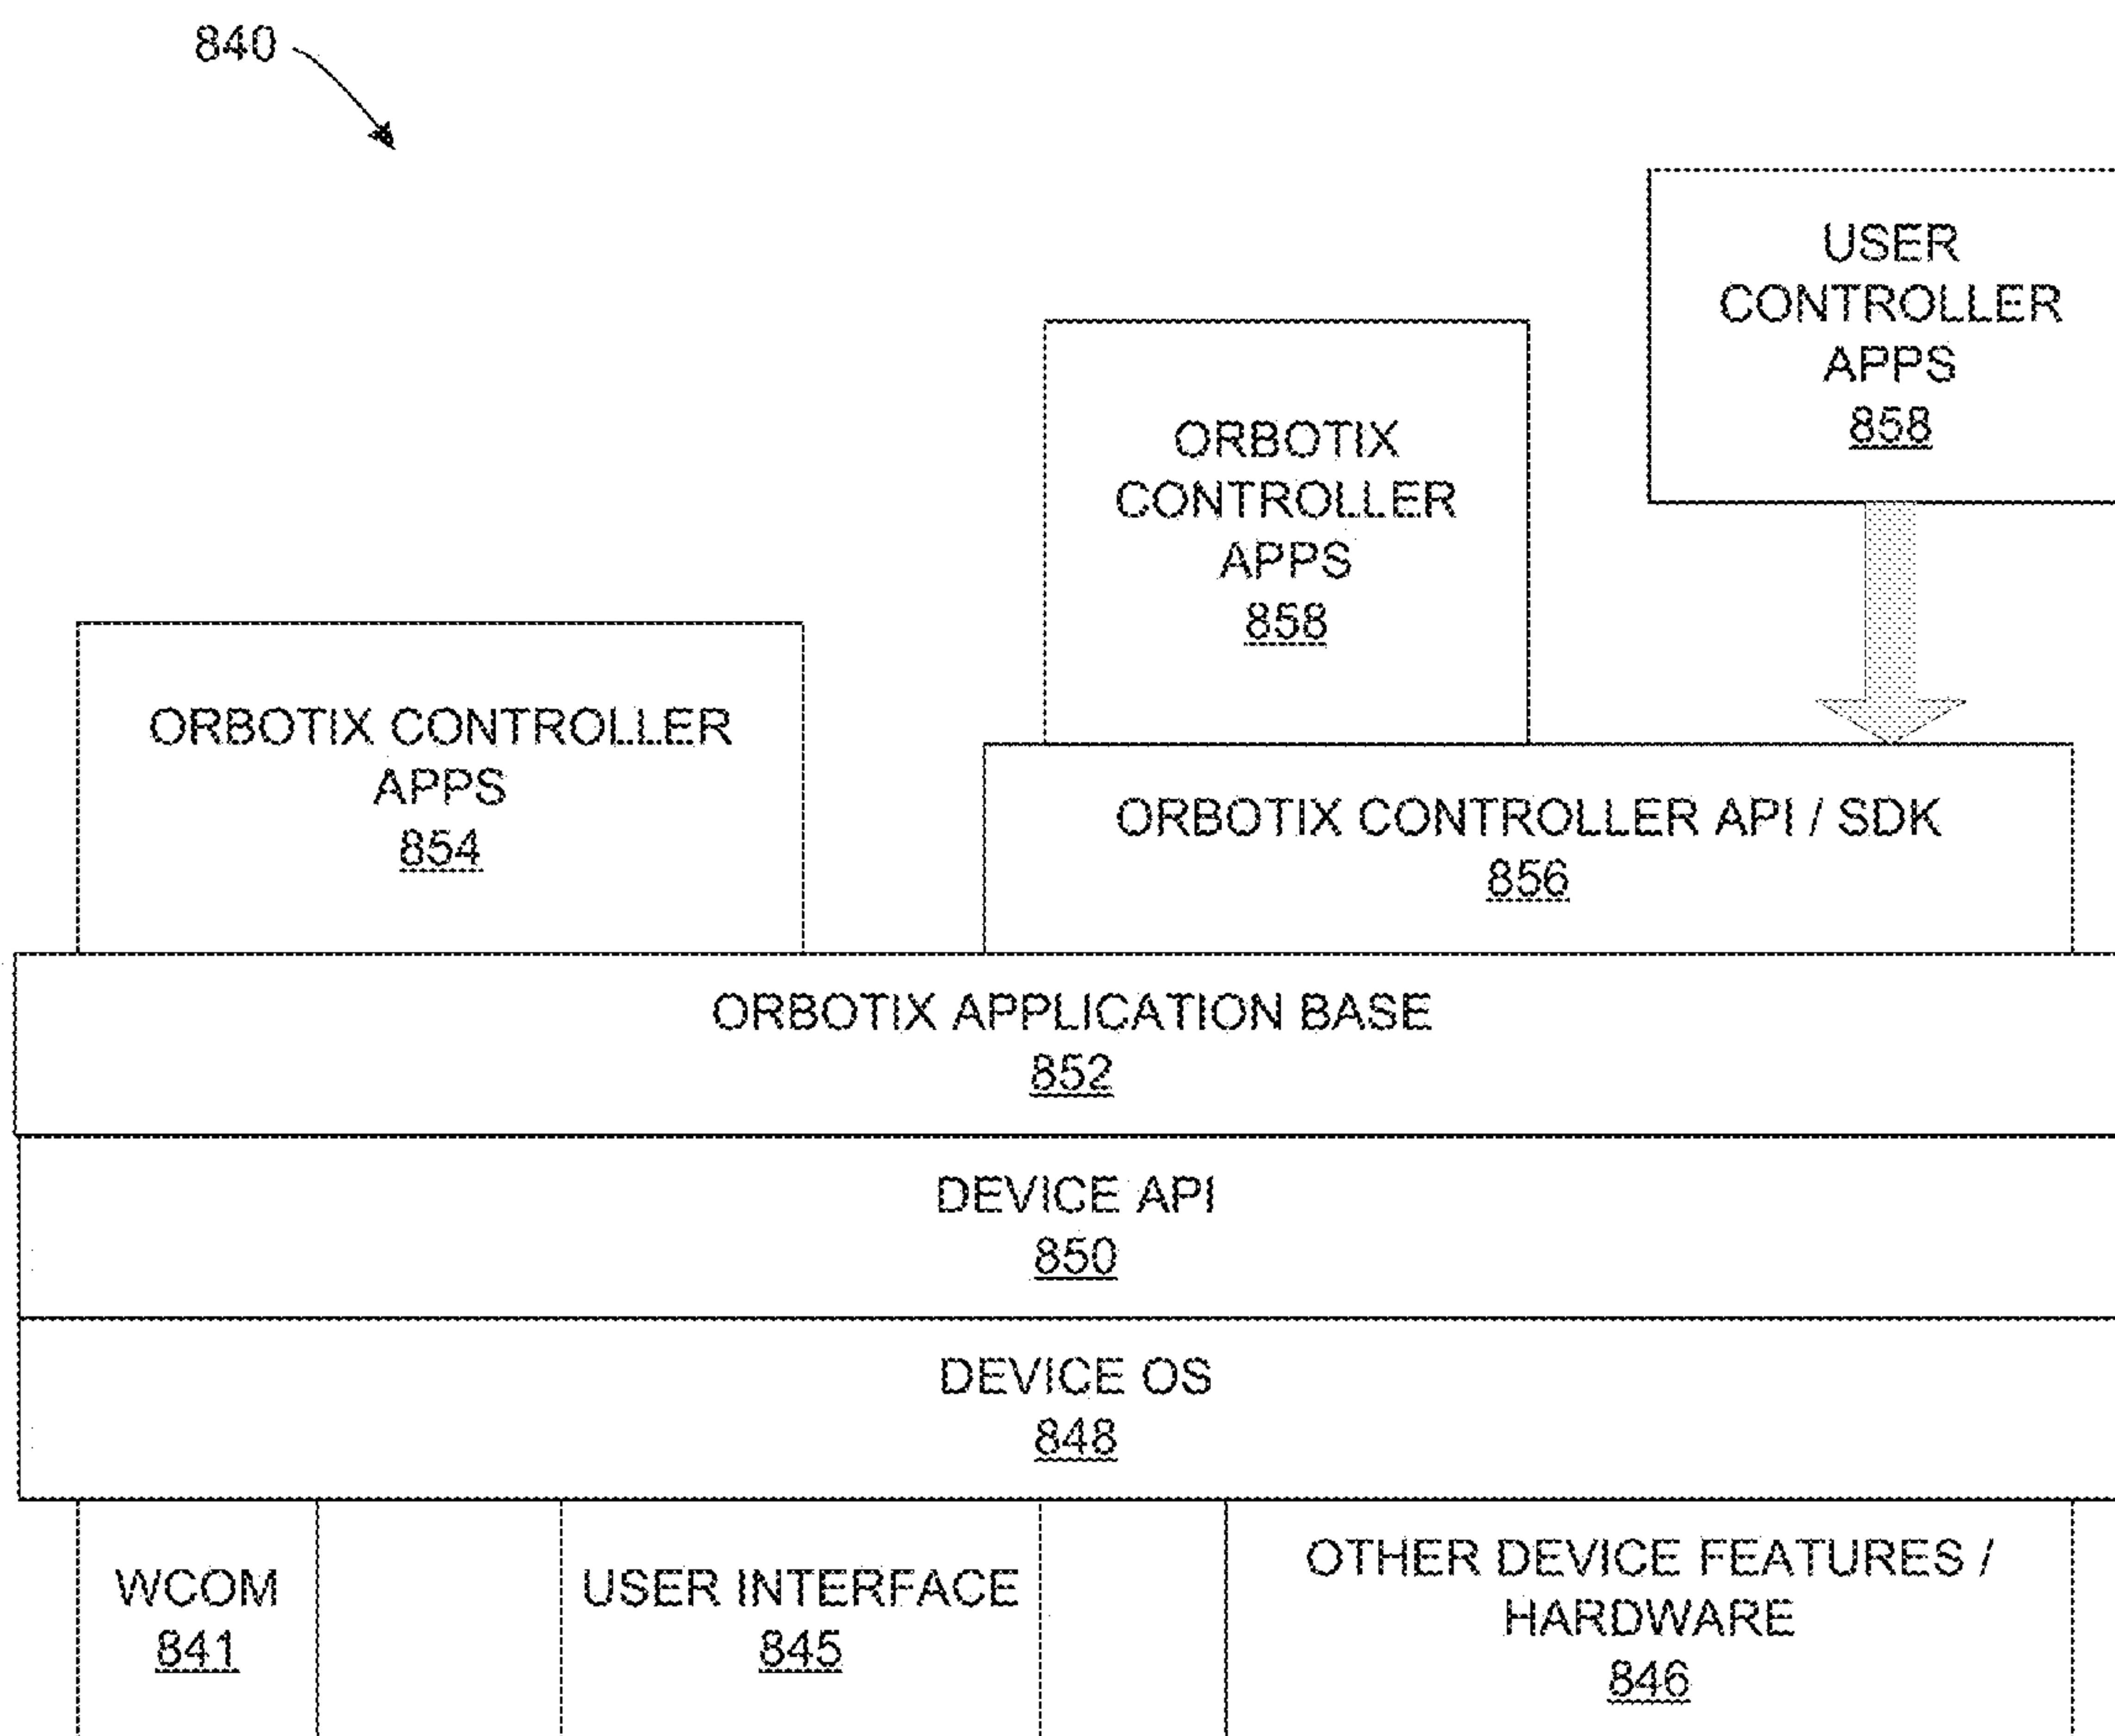 840
USER
CONTROLLER
APPS
858
ORBOTIX
CONTROLLER
APPS
858
ORBOTIX CONTROLLER
APPS
854
ORBOTIX CONTROLLER API / SDK
856
ORBOTIX APPLICATION BASE
852
DEVICE API
850
DEVICE OS
848
WCOM
841
USER INTERFACE
845
OTHER DEVICE FEATURES /
HARDWARE
846